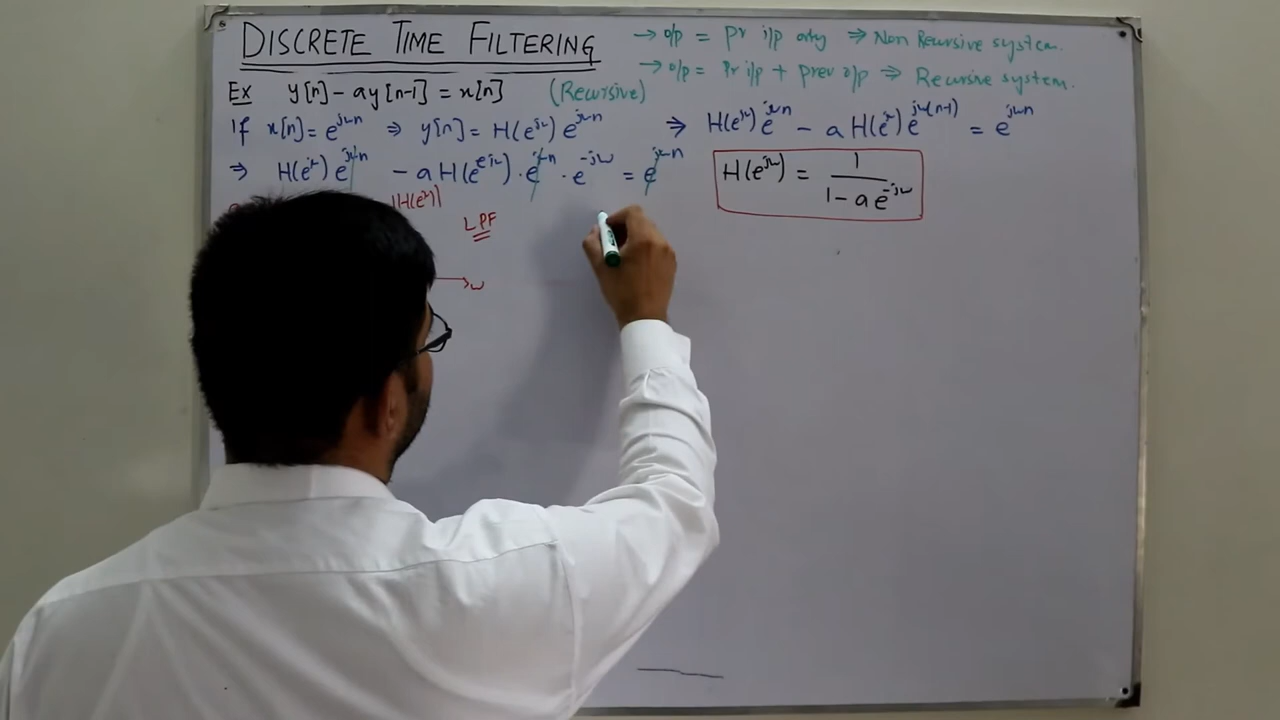 DISCRETE TIME FILTERING
→ o/p = Pr i/p only ⇒ Non Recursive system.
→ o/p = Pr i/p + prev o/p ⇒ Recursive system.
Ex y[n] - ay[n-1] = x[n] (Recursive)
If x[n] = e^{jωn} ⇒ y[n] = H(e^{jω}) e^{jωn} ⇒ H(e^{jω}) e^{jωn} - a H(e^{jω}) e^{jω(n-1)} = e^{jωn}
⇒ H(e^{jω}) e^{jωn} - a H(e^{jω}) · e^{jωn} · e^{-jω} = e^{jωn}
H(e^{jω}) = 1 / (1 - a e^{-jω})
|H(e^{jω})|
LPF
ω